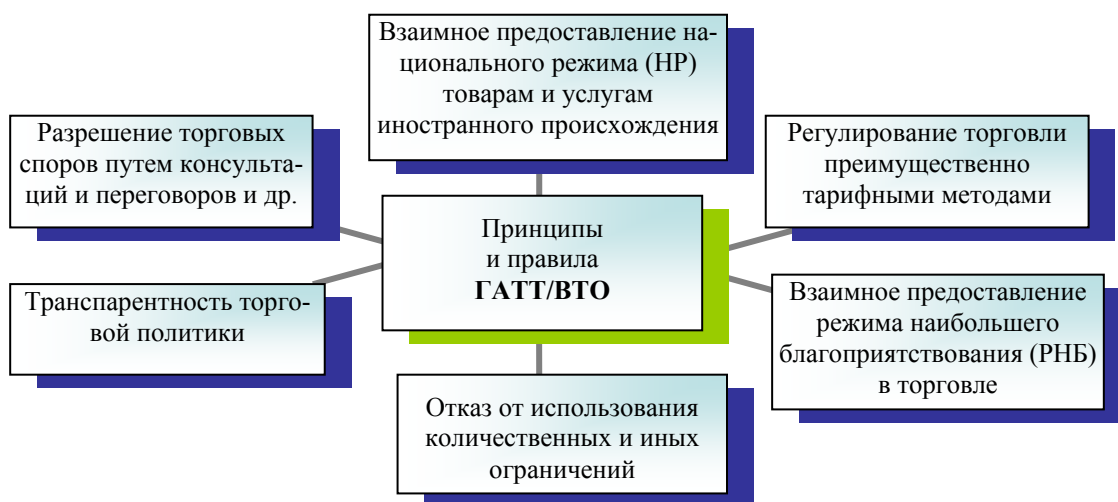 Взаимное предоставление на-
ционального режима (НР)
товарам и услугам
иностранного происхождения
Разрешение торговых
споров путем консульта-
ций и переговоров и др.
Регулирование торговли
преимущественно
тарифными методами
Принципы
и правила
ГАТТ/ВТО
Транспарентность торго-
вой политики
Взаимное предоставление
режима наибольшего
благоприятствования (РНБ)
в торговле
Отказ от использования
количественных и иных
ограничений